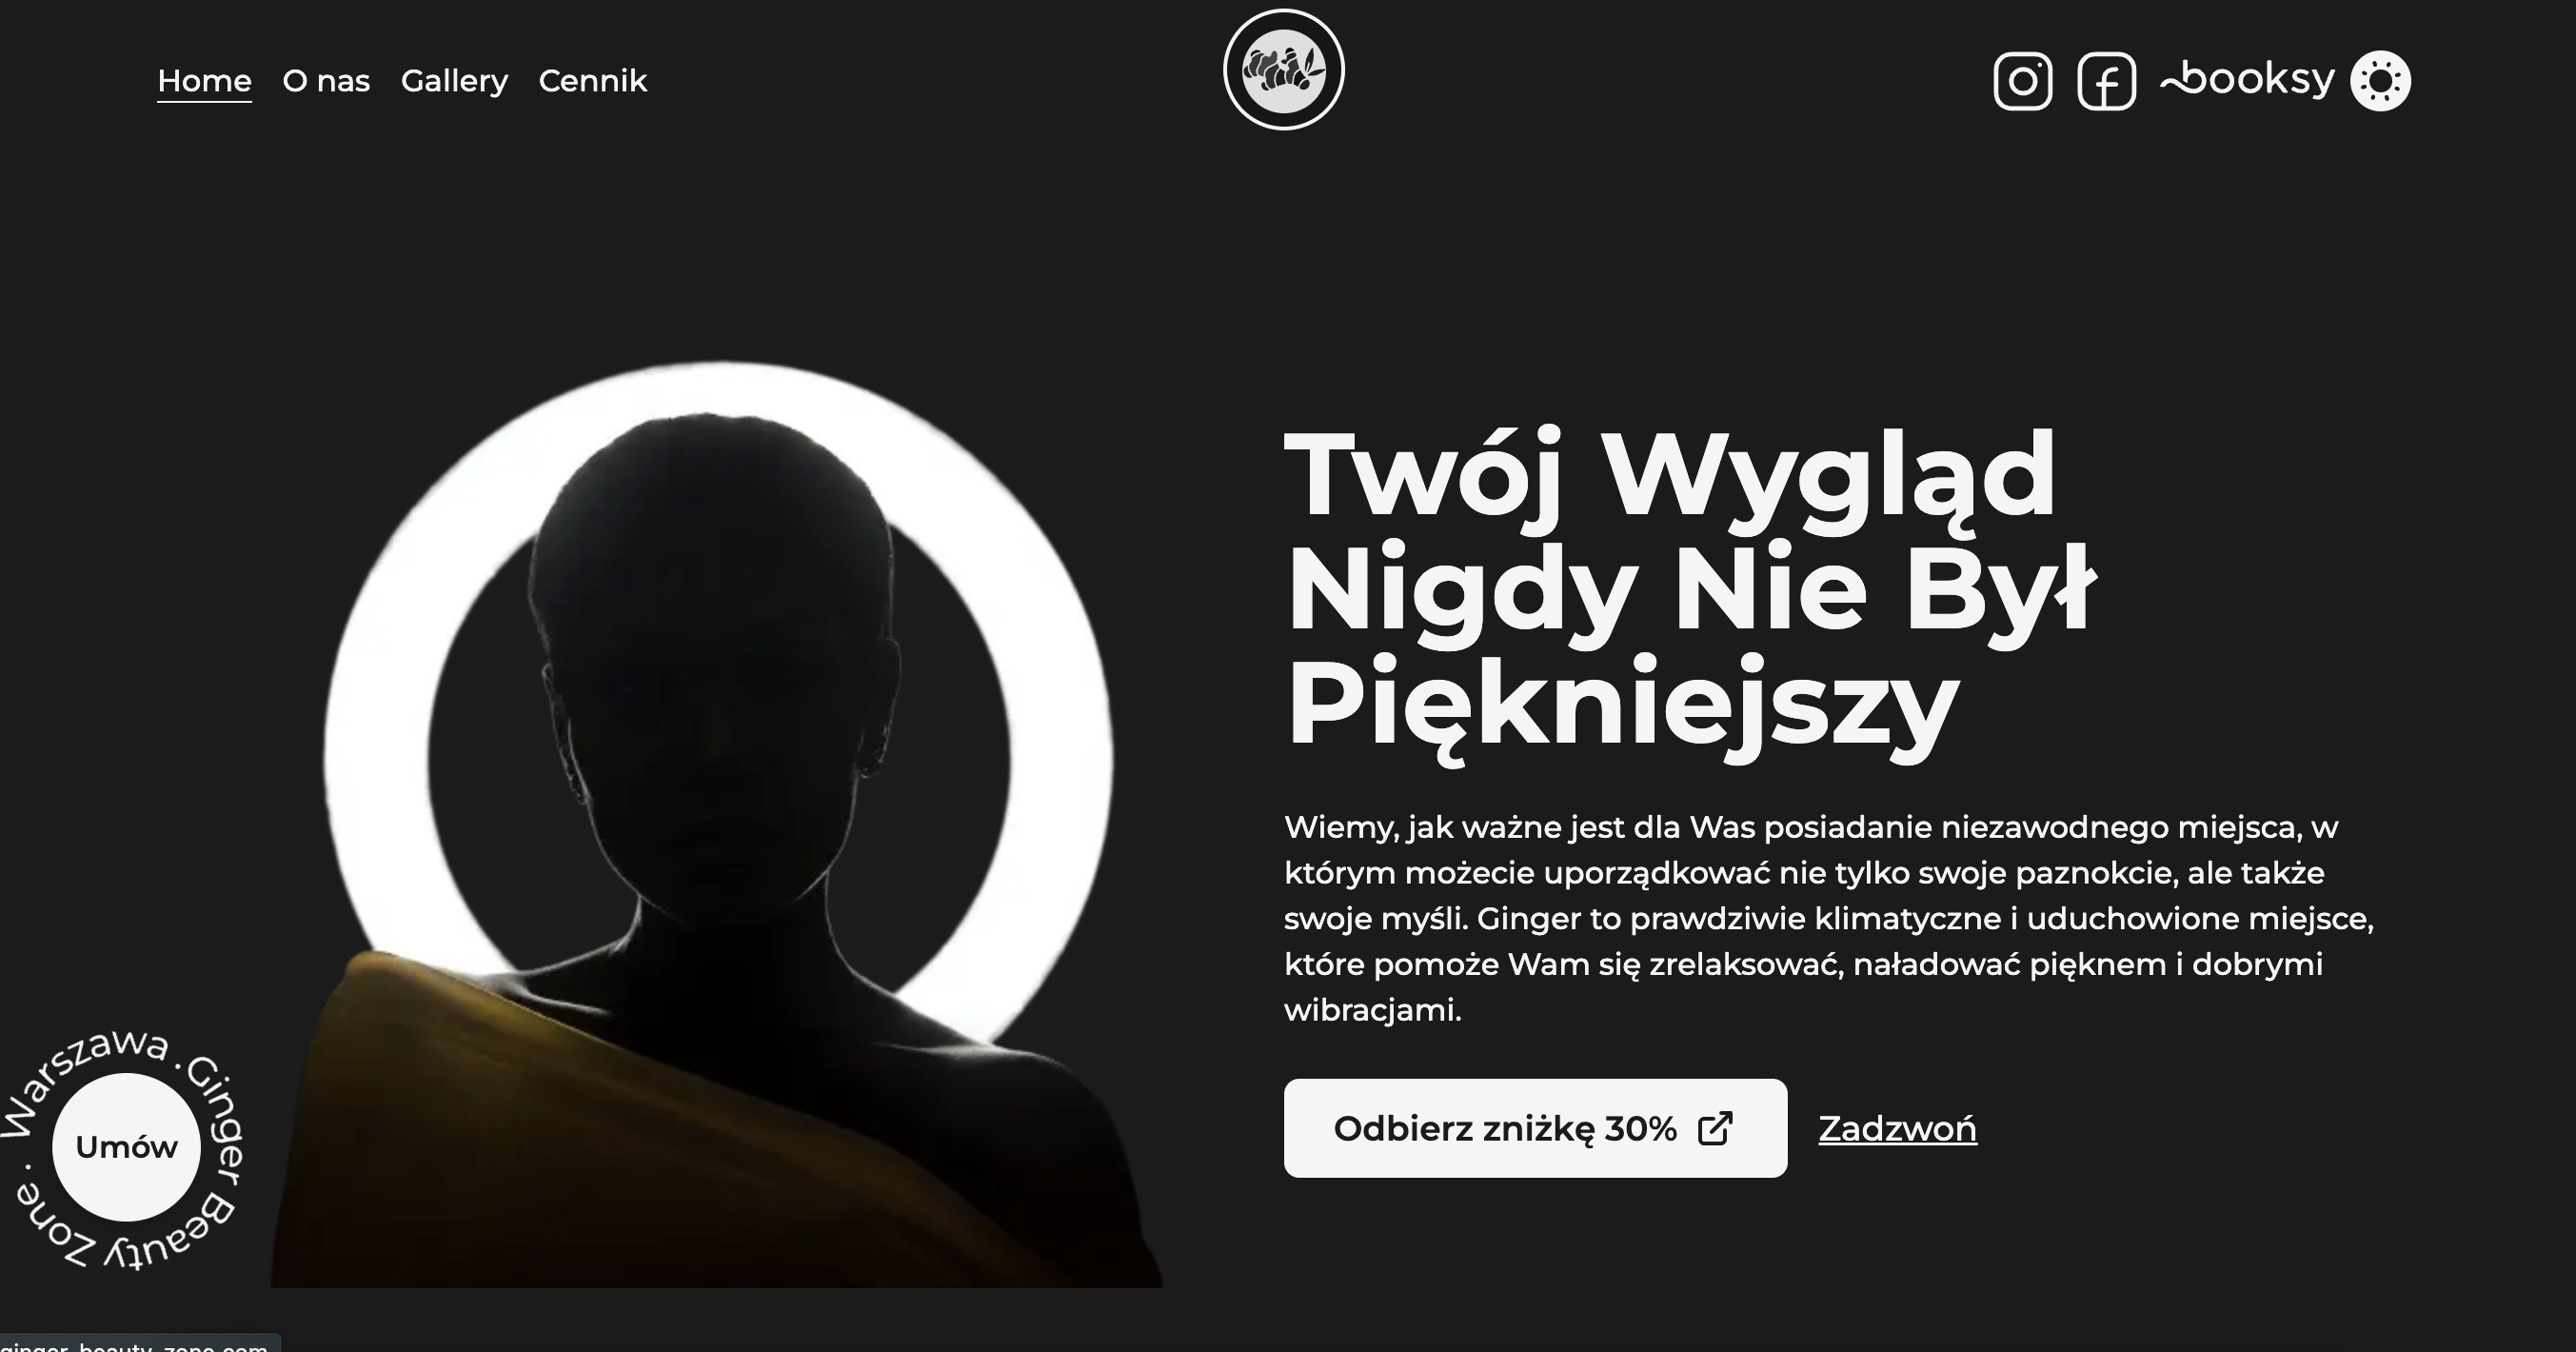 Home O nas Gallery Cennik
booksy
Twój Wygląd
Nigdy Nie Był
Piękniejszy
Wiemy, jak ważne jest dla Was posiadanie niezawodnego miejsca, w
którym możecie uporządkować nie tylko swoje paznokcie, ale także
swoje myśli. Ginger to prawdziwie klimatyczne i uduchowione miejsce,
które pomoże Wam się zrelaksować, naładować pięknem i dobrymi
wibracjami.
Odbierz zniżkę 30% Zadzwoń
Warszawa . Ginger Beauty Zone .
Umów
ginger-beauty-zone.com